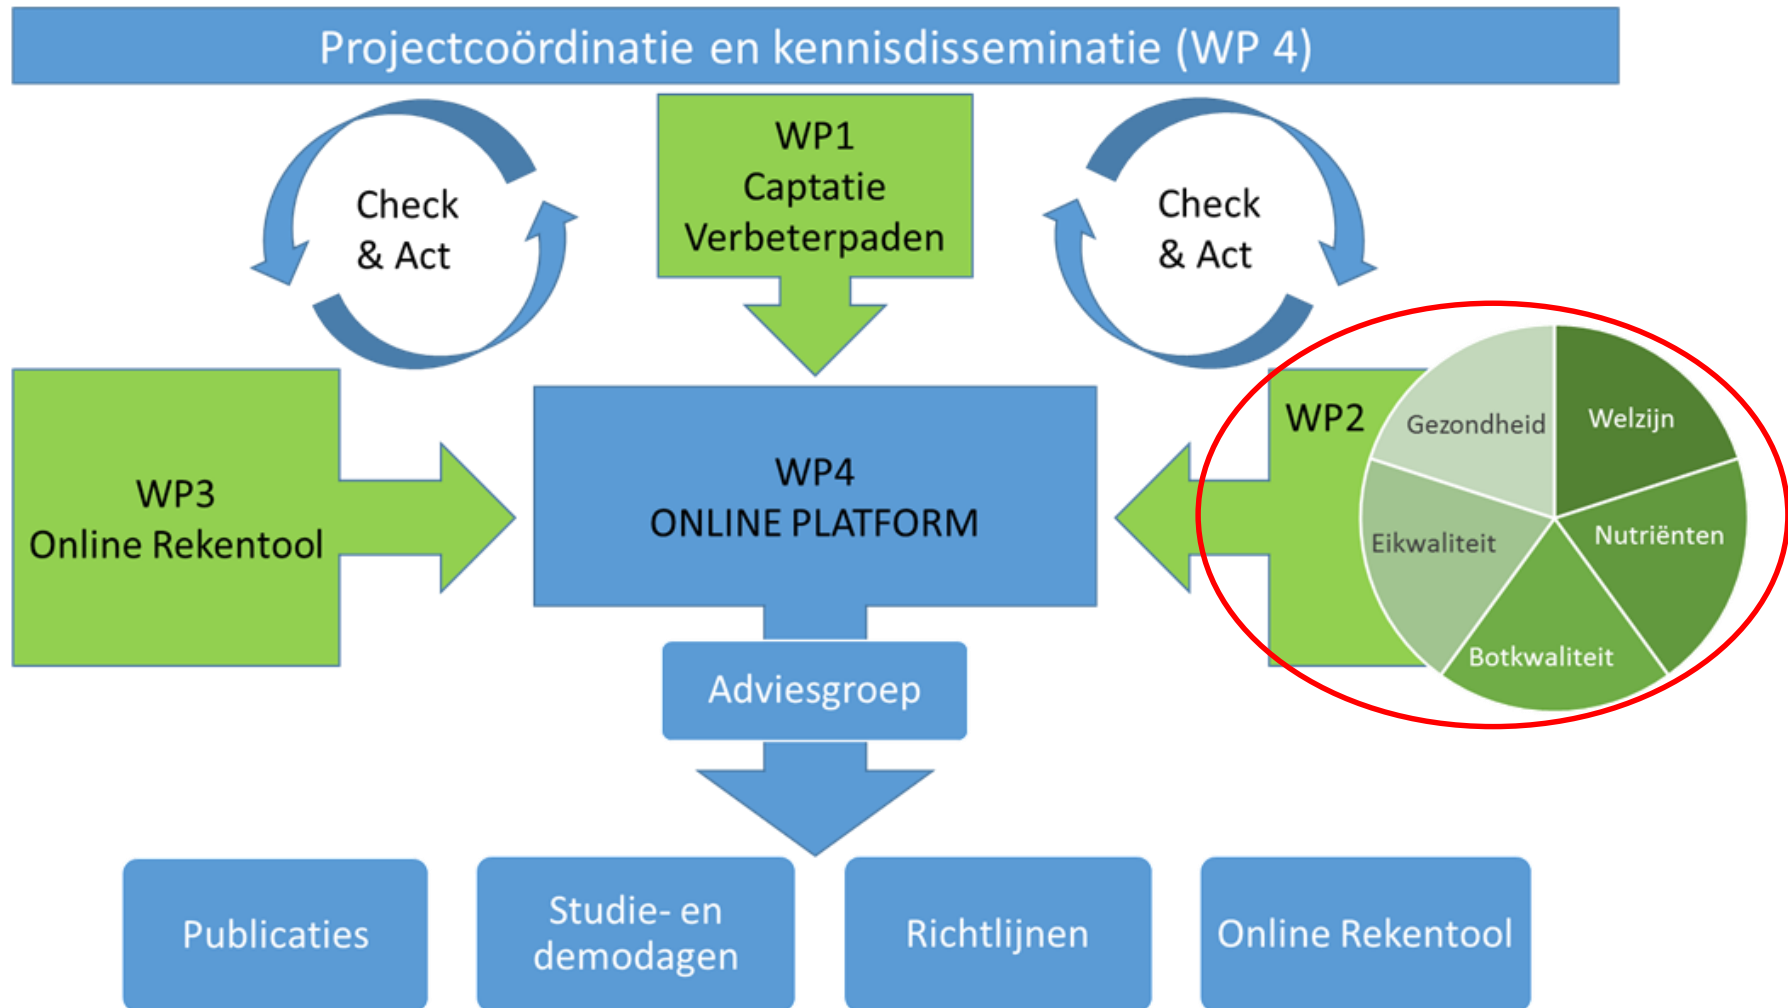 Projectcoördinatie en kennisdisseminatie (WP 4)
WP1
Captatie
Verbeterpaden
Check
& Act
Check
& Act
WP3
Online Rekentool
WP4
ONLINE PLATFORM
WP2
Gezondheid
Welzijn
Eikwaliteit
Nutriënten
Botkwaliteit
Adviesgroep
Publicaties
Studie- en
demodagen
Richtlijnen
Online Rekentool